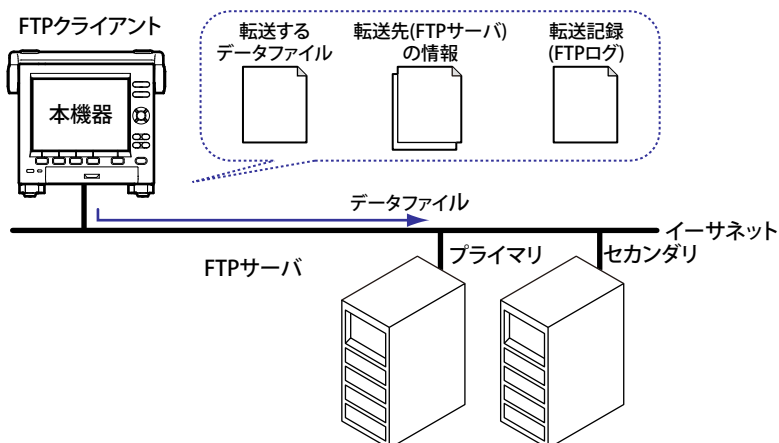 FTPクライアント
転送する
データファイル
転送先(FTPサーバ)
の情報
転送記録
(FTPログ)
本機器
データファイル
イーサネット
プライマリ
セカンダリ
FTPサーバ